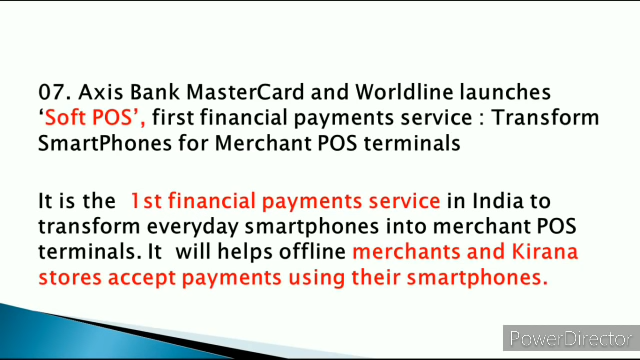 07. Axis Bank MasterCard and Worldline launches
‘Soft POS’, first financial payments service : Transform
SmartPhones for Merchant POS terminals
It is the 1st financial payments service in India to
transform everyday smartphones into merchant POS
terminals. It will helps offline merchants and Kirana
stores accept payments using their smartphones.
PowerDirector